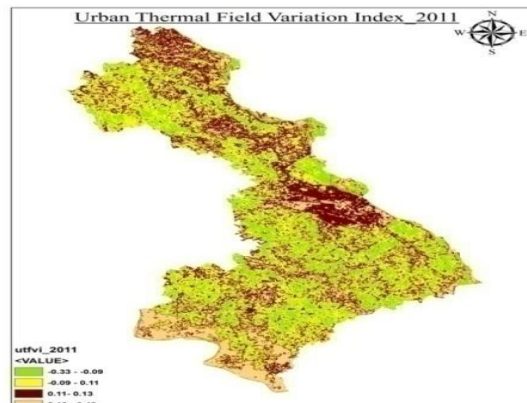 Urban Thermal Field Variation Index_2011
N
W E
S
utfvi_2011
<VALUE>
-0.33 - -0.09
-0.09 - 0.11
0.11- 0.13